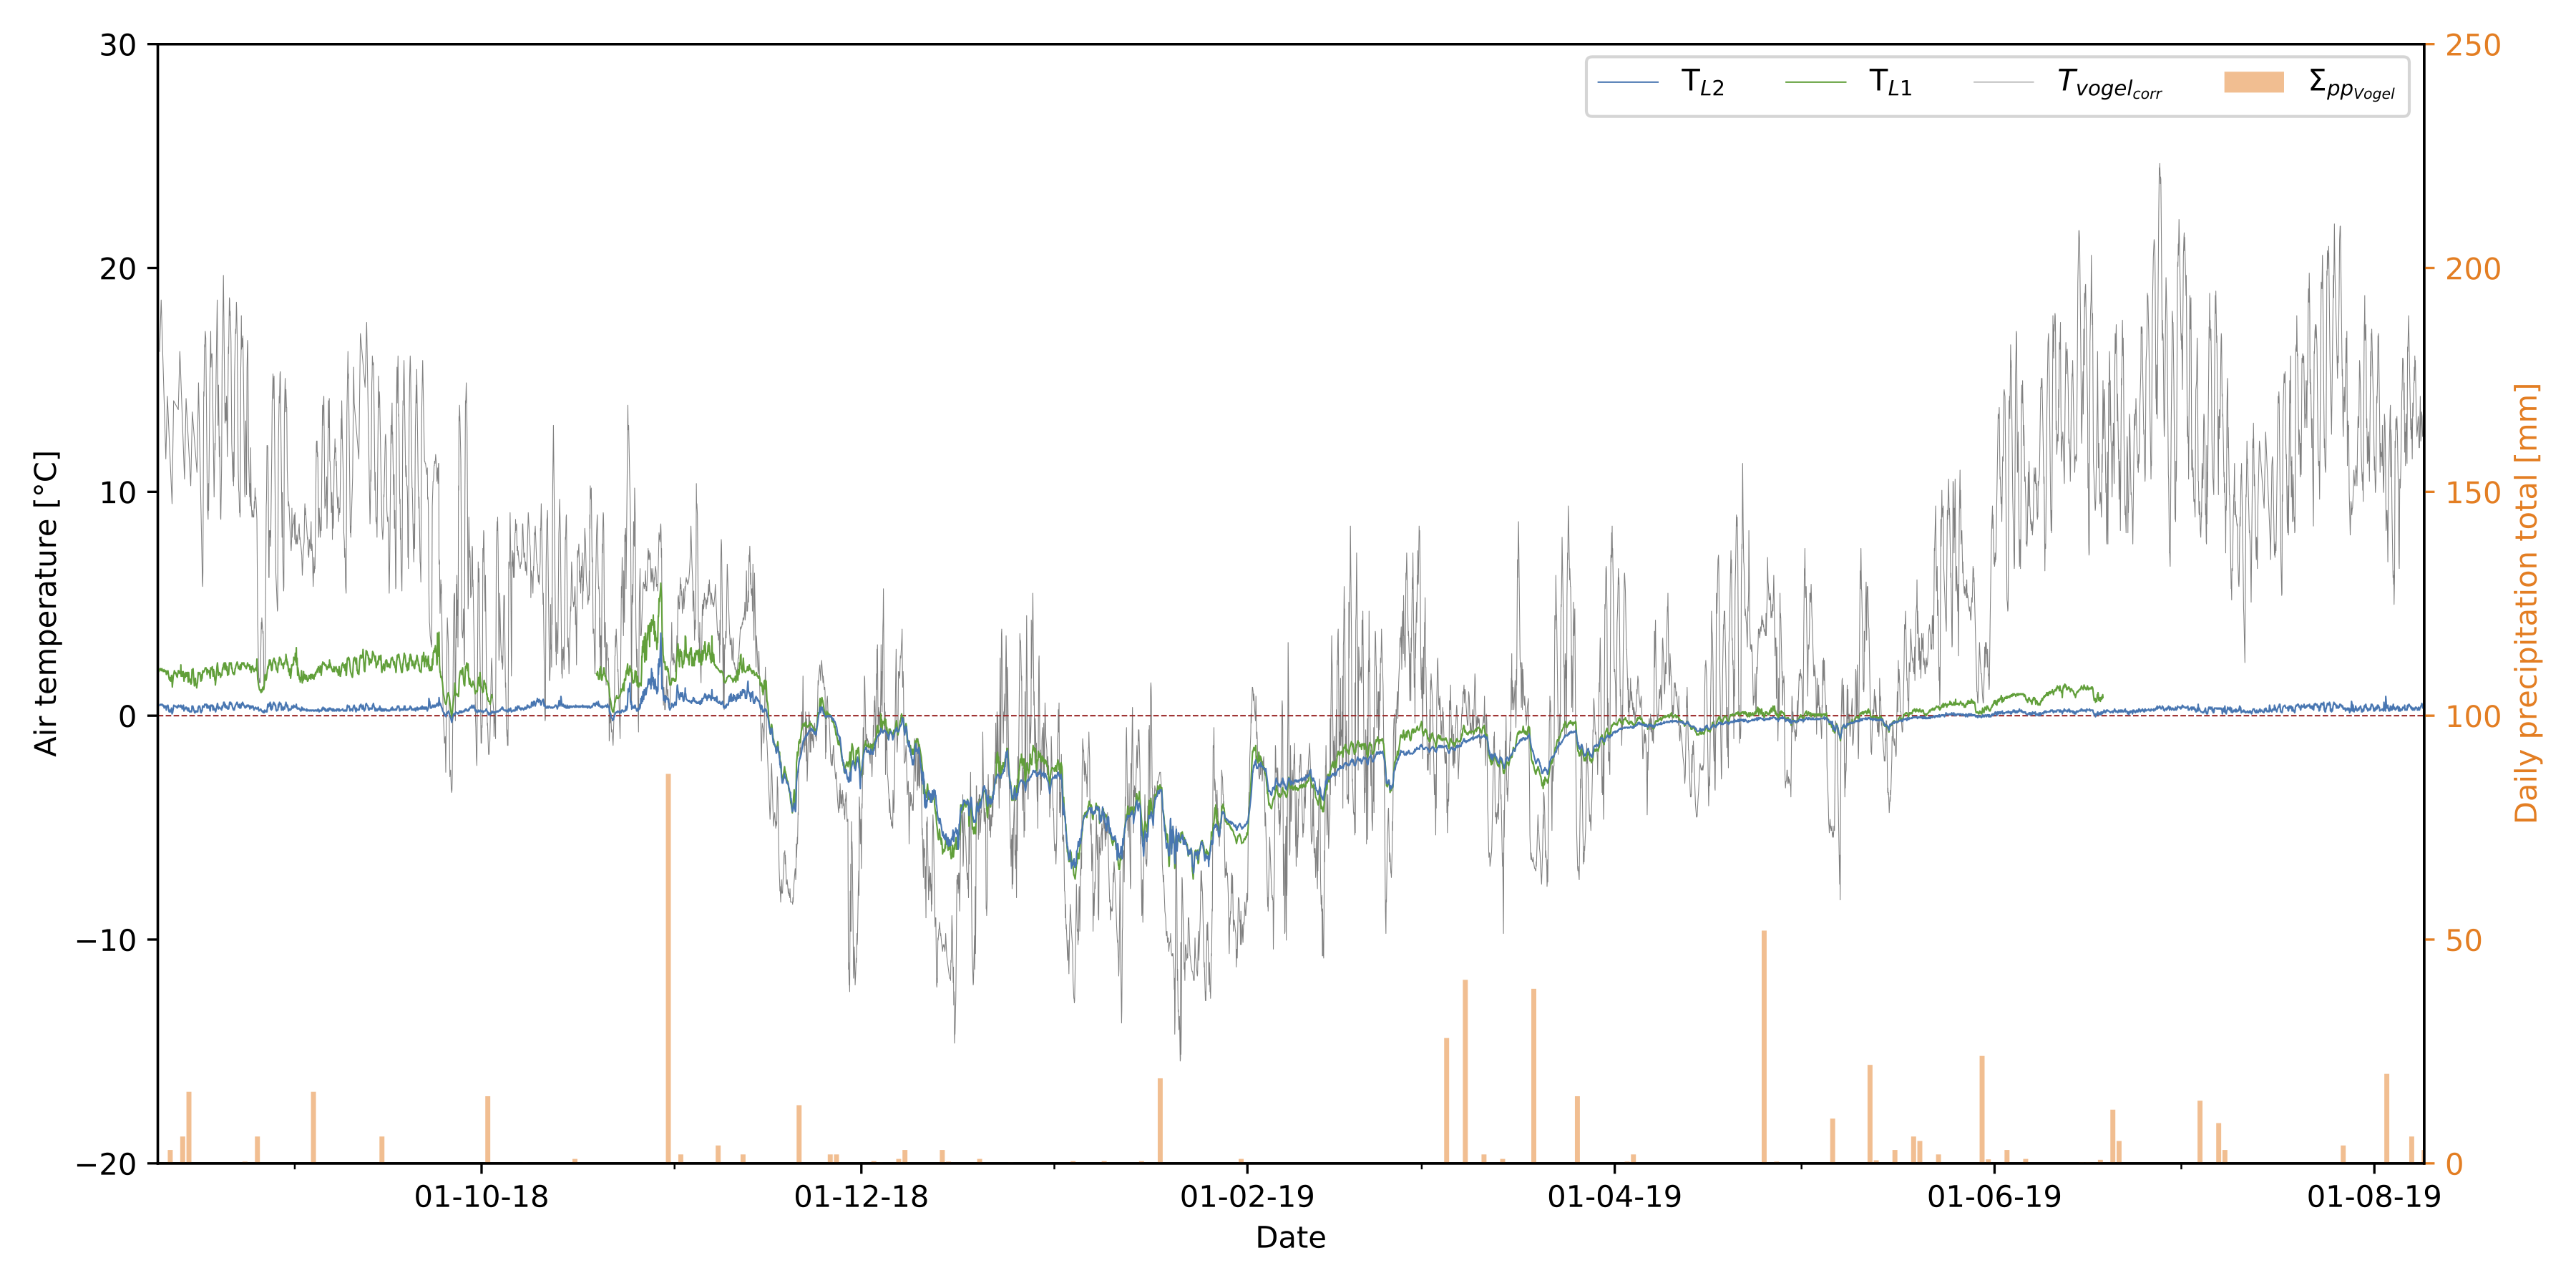 30
20
10
0
−10
−20
Air temperature [°C]
T_L2
T_L1
T_vogel_corr
Σ_pp_Vogel
250
200
150
100
50
0
Daily precipitation total [mm]
01-10-18
01-12-18
01-02-19
01-04-19
01-06-19
01-08-19
Date